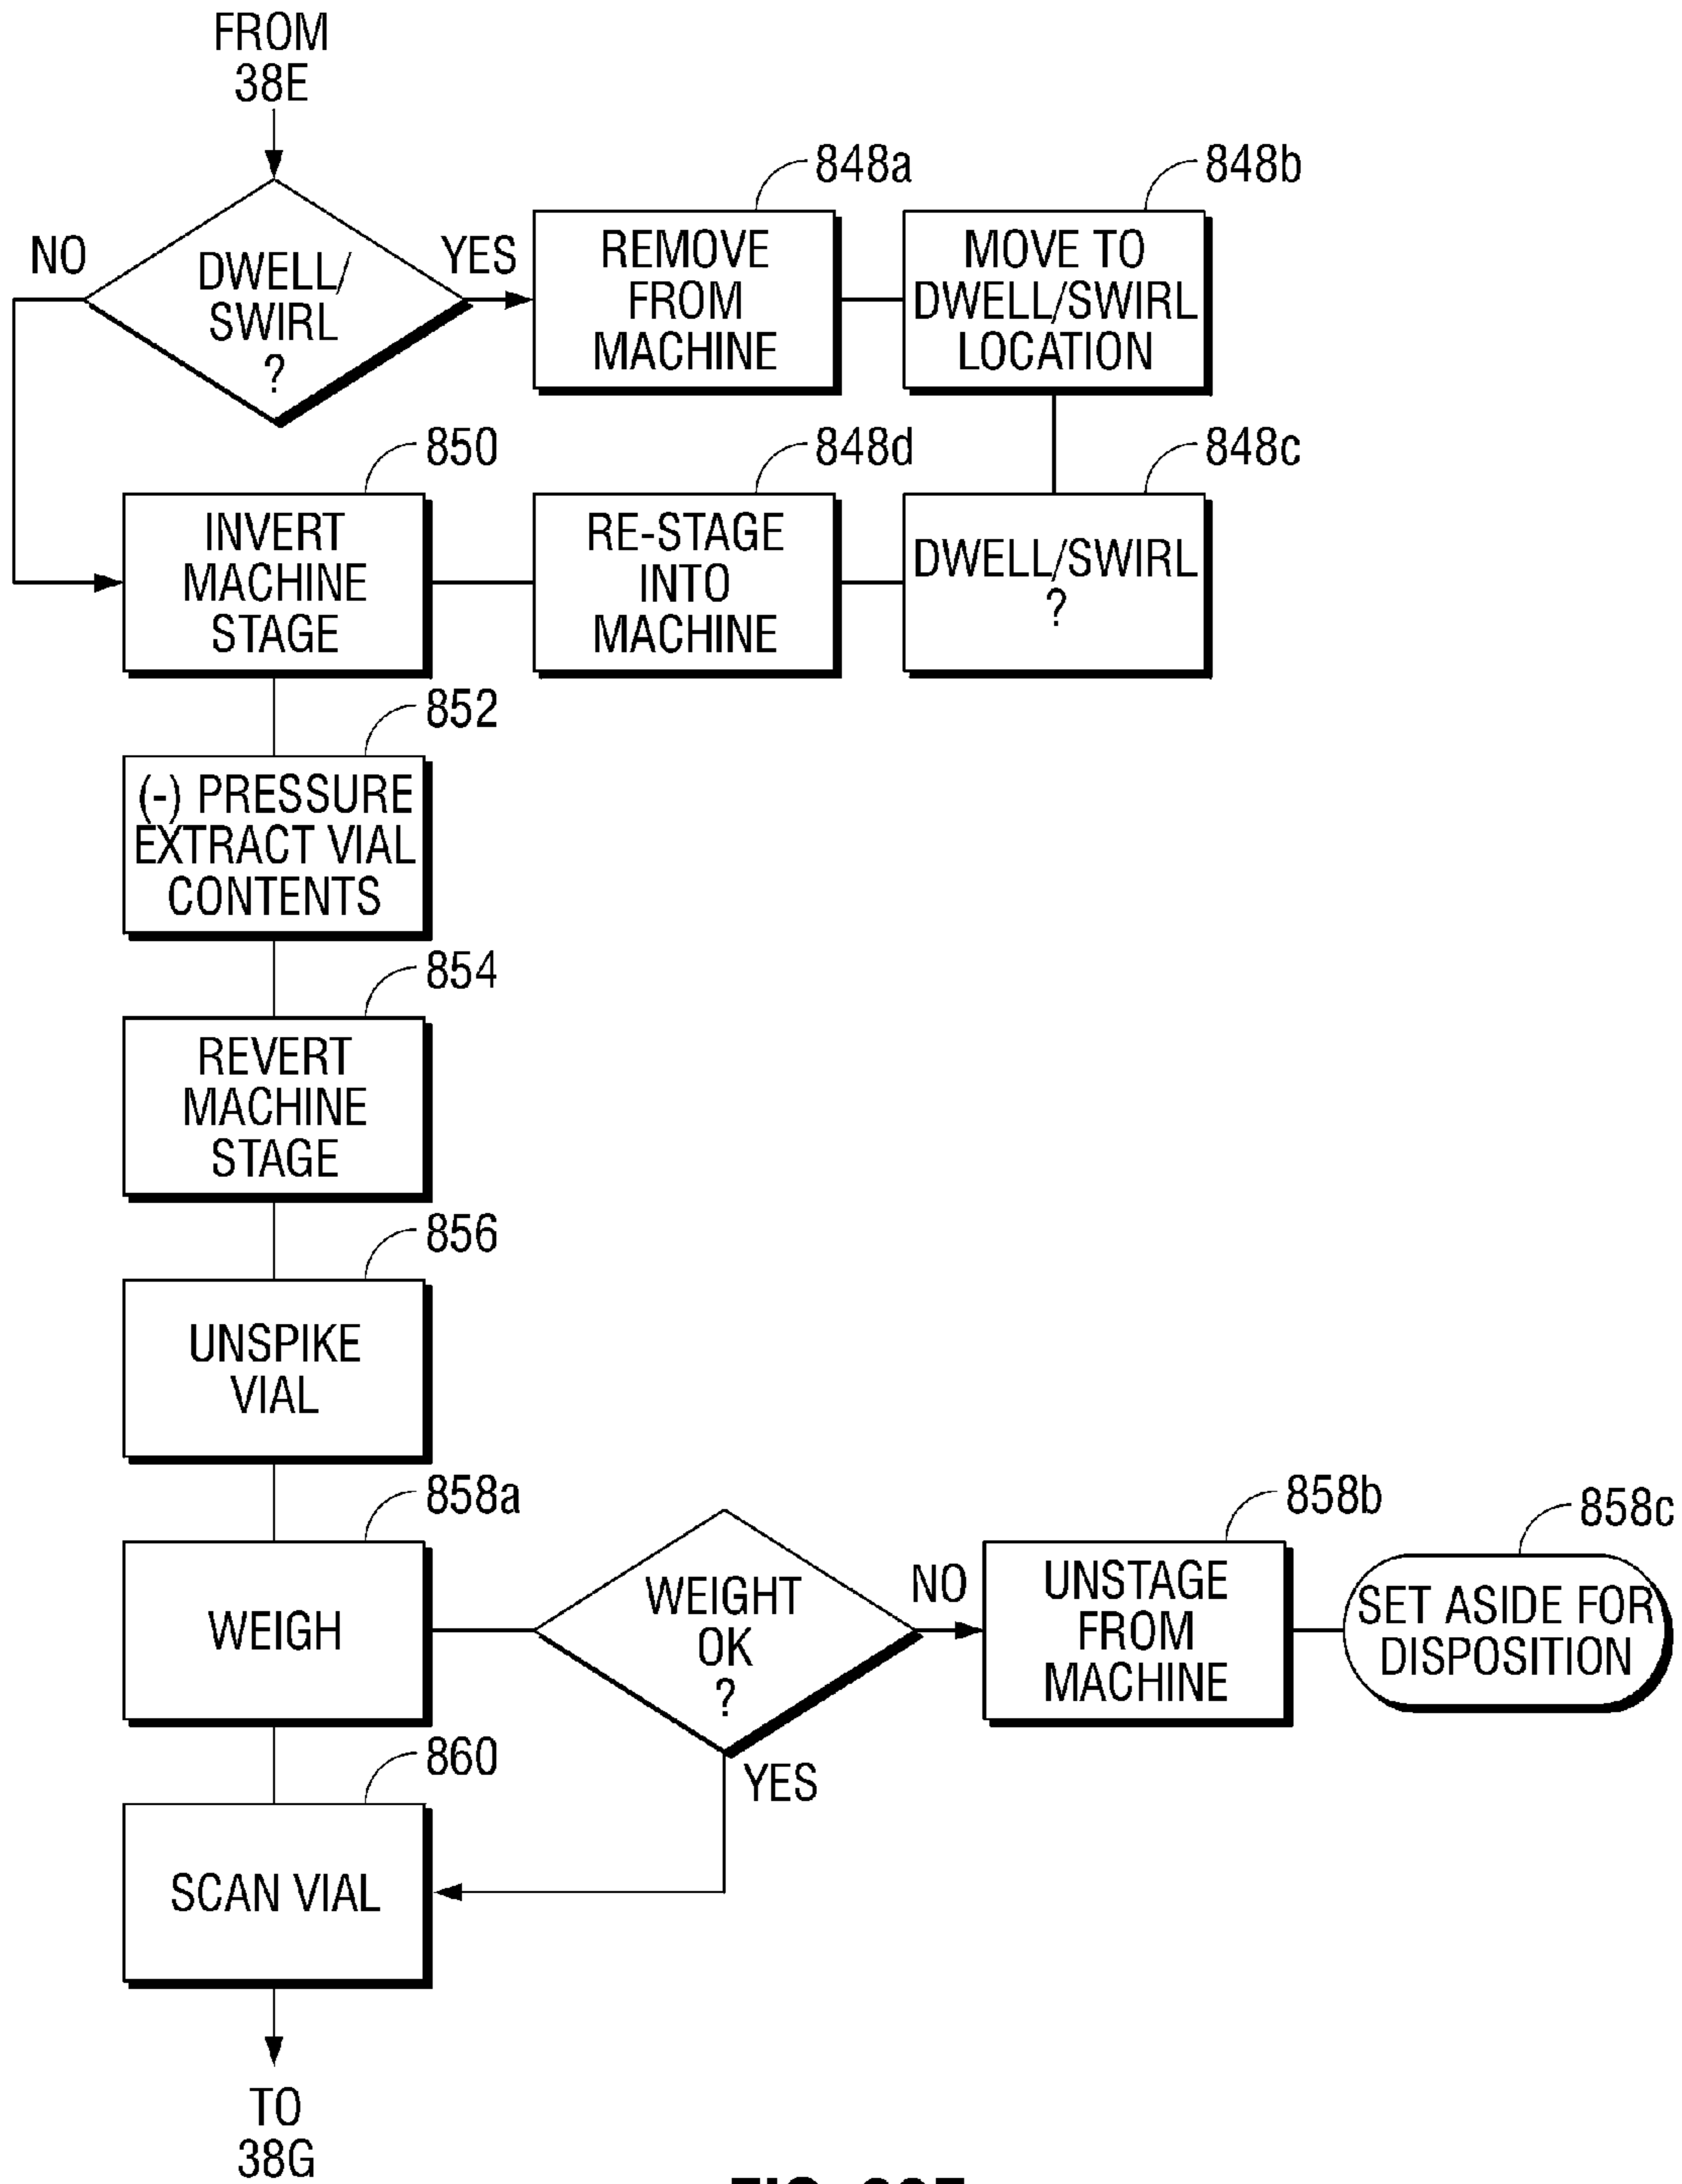 FROM
38E
848a
848b
NO
YES
DWELL/
SWIRL
?
REMOVE
FROM
MACHINE
MOVE TO
DWELL/SWIRL
LOCATION
850
848d
848c
INVERT
MACHINE
STAGE
RE-STAGE
INTO
MACHINE
DWELL/SWIRL
?
852
(-) PRESSURE
EXTRACT VIAL
CONTENTS
854
REVERT
MACHINE
STAGE
856
UNSPIKE
VIAL
858a
858b
858c
WEIGH
WEIGHT
OK
?
NO
UNSTAGE
FROM
MACHINE
SET ASIDE FOR
DISPOSITION
860
YES
SCAN VIAL
TO
38G